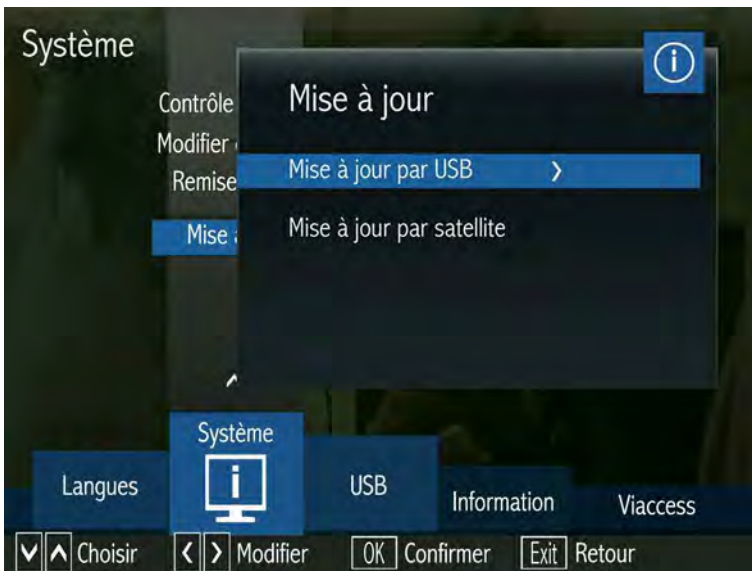 Système
Contrôle
Modifier
Remise
Mise
i
Mise à jour
Mise à jour par USB >
Mise à jour par satellite
Système
i
Langues
USB
Information
Viaccess
Choisir < > Modifier OK Confirmer Exit Retour